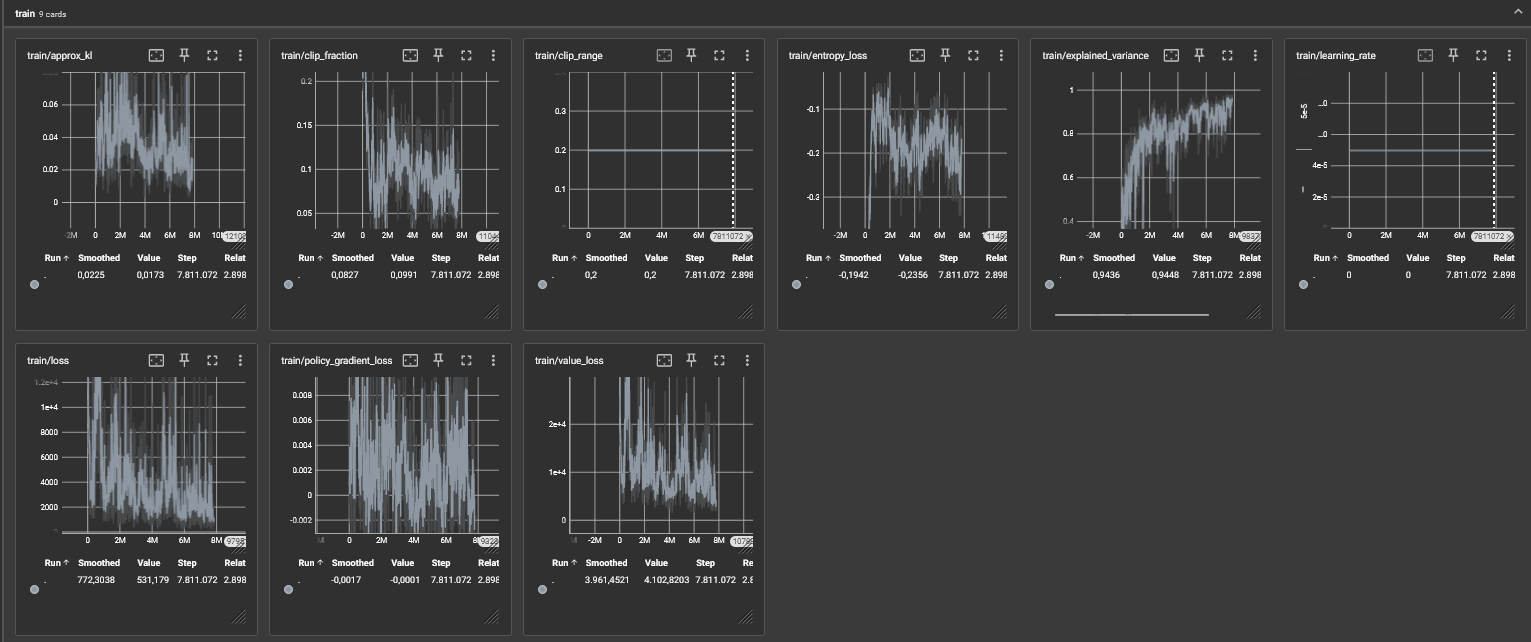 train 9 cards
train/approx_kl
0.06
0.04
0.02
0
-2M 0 2M 4M 6M 8M
Run ↑ Smoothed Value Step Relat
. 0,0225 0,0173 7.811.072 2.898
train/clip_fraction
0.2
0.15
0.1
0.05
-2M 0 2M 4M 6M 8M
Run ↑ Smoothed Value Step Relat
. 0,0827 0,0991 7.811.072 2.898
train/clip_range
0.3
0.2
0.1
0 2M 4M 6M 7811072 ×
Run ↑ Smoothed Value Step Relat
. 0,2 0,2 7.811.072 2.898
train/entropy_loss
-0.1
-0.2
-0.3
-2M 0 2M 4M 6M 8M
Run ↑ Smoothed Value Step Relat
. -0,1942 -0,2356 7.811.072 2.898
train/explained_variance
1
0.8
0.6
0.4
-2M 0 2M 4M 6M 8M
Run ↑ Smoothed Value Step Relat
. 0,9436 0,9448 7.811.072 2.898
train/learning_rate
5e-5
...0
...0
4e-5
2e-5
0 2M 4M 6M 7811072 ×
Run ↑ Smoothed Value Step Relat
. 0 0 7.811.072 2.898
train/loss
1.2e+4
1e+4
8000
6000
4000
2000
0 2M 4M 6M 8M
Run ↑ Smoothed Value Step Relat
. 772,3038 531,179 7.811.072 2.898
train/policy_gradient_loss
0.008
0.006
0.004
0.002
0
-0.002
0 2M 4M 6M
Run ↑ Smoothed Value Step Relat
. -0,0017 -0,0001 7.811.072 2.898
train/value_loss
2e+4
1e+4
0
-2M 0 2M 4M 6M 8M
Run ↑ Smoothed Value Step Re
. 3.961,4521 4.102,8203 7.811.072 2.8